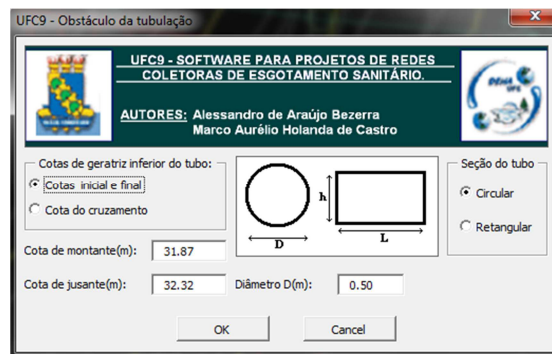 UFC9 - Obstáculo da tubulação
UFC9 - SOFTWARE PARA PROJETOS DE REDES
COLETORAS DE ESGOTAMENTO SANITÁRIO.
AUTORES: Alessandro de Araújo Bezerra
Marco Aurélio Holanda de Castro
Cotas de geratriz inferior do tubo:
Cotas inicial e final
Cota do cruzamento
h
D
L
Seção do tubo
Circular
Retangular
Cota de montante(m): 31.87
Cota de jusante(m): 32.32 Diâmetro D(m): 0.50
OK Cancel